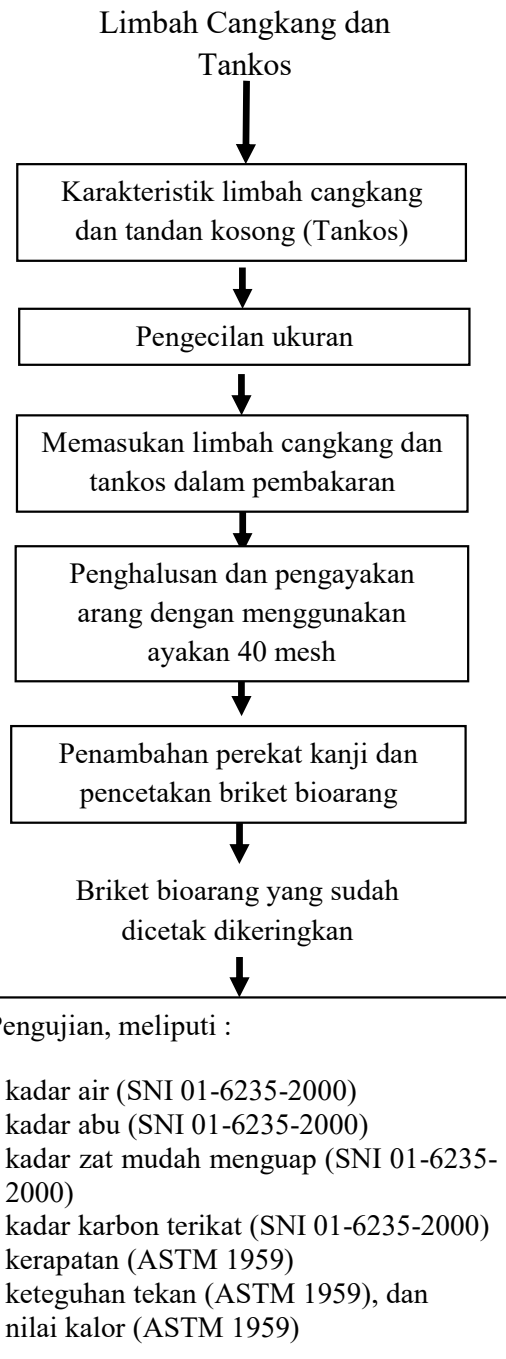 Limbah Cangkang dan
Tankos
Karakteristik limbah cangkang
dan tandan kosong (Tankos)
Pengecilan ukuran
Memasukan limbah cangkang dan
tankos dalam pembakaran
Penghalusan dan pengayakan
arang dengan menggunakan
ayakan 40 mesh
Penambahan perekat kanji dan
pencetakan briket bioarang
Briket bioarang yang sudah
dicetak dikeringkan
Pengujian, meliputi :
kadar air (SNI 01-6235-2000)
kadar abu (SNI 01-6235-2000)
kadar zat mudah menguap (SNI 01-6235-
2000)
kadar karbon terikat (SNI 01-6235-2000)
kerapatan (ASTM 1959)
keteguhan tekan (ASTM 1959), dan
nilai kalor (ASTM 1959)